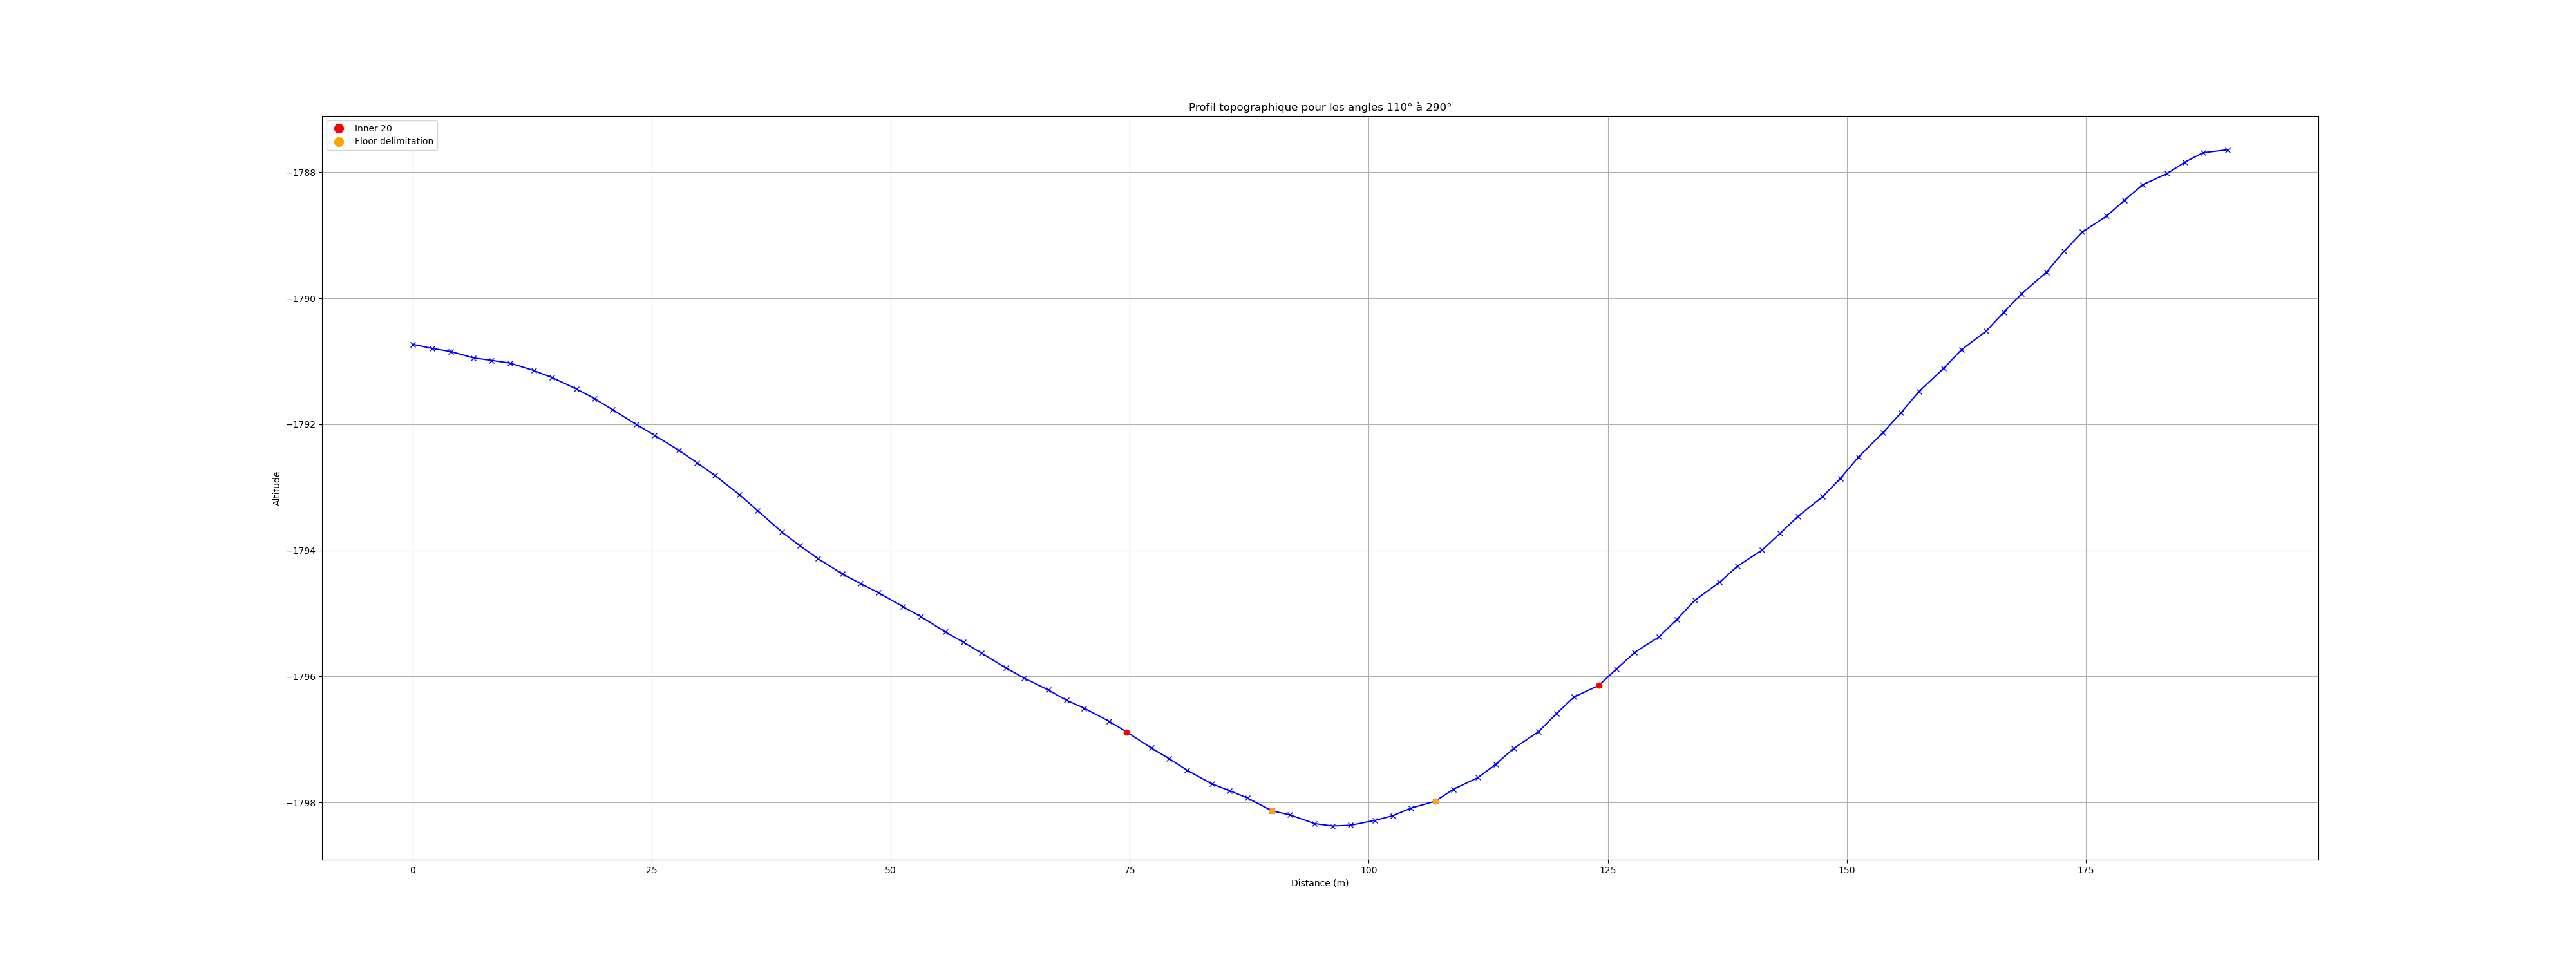 Profil topographique pour les angles 110° à 290°
Inner 20
Floor delimitation
−1788
−1790
−1792
−1794
−1796
−1798
Altitude
0 25 50 75 100 125 150 175
Distance (m)